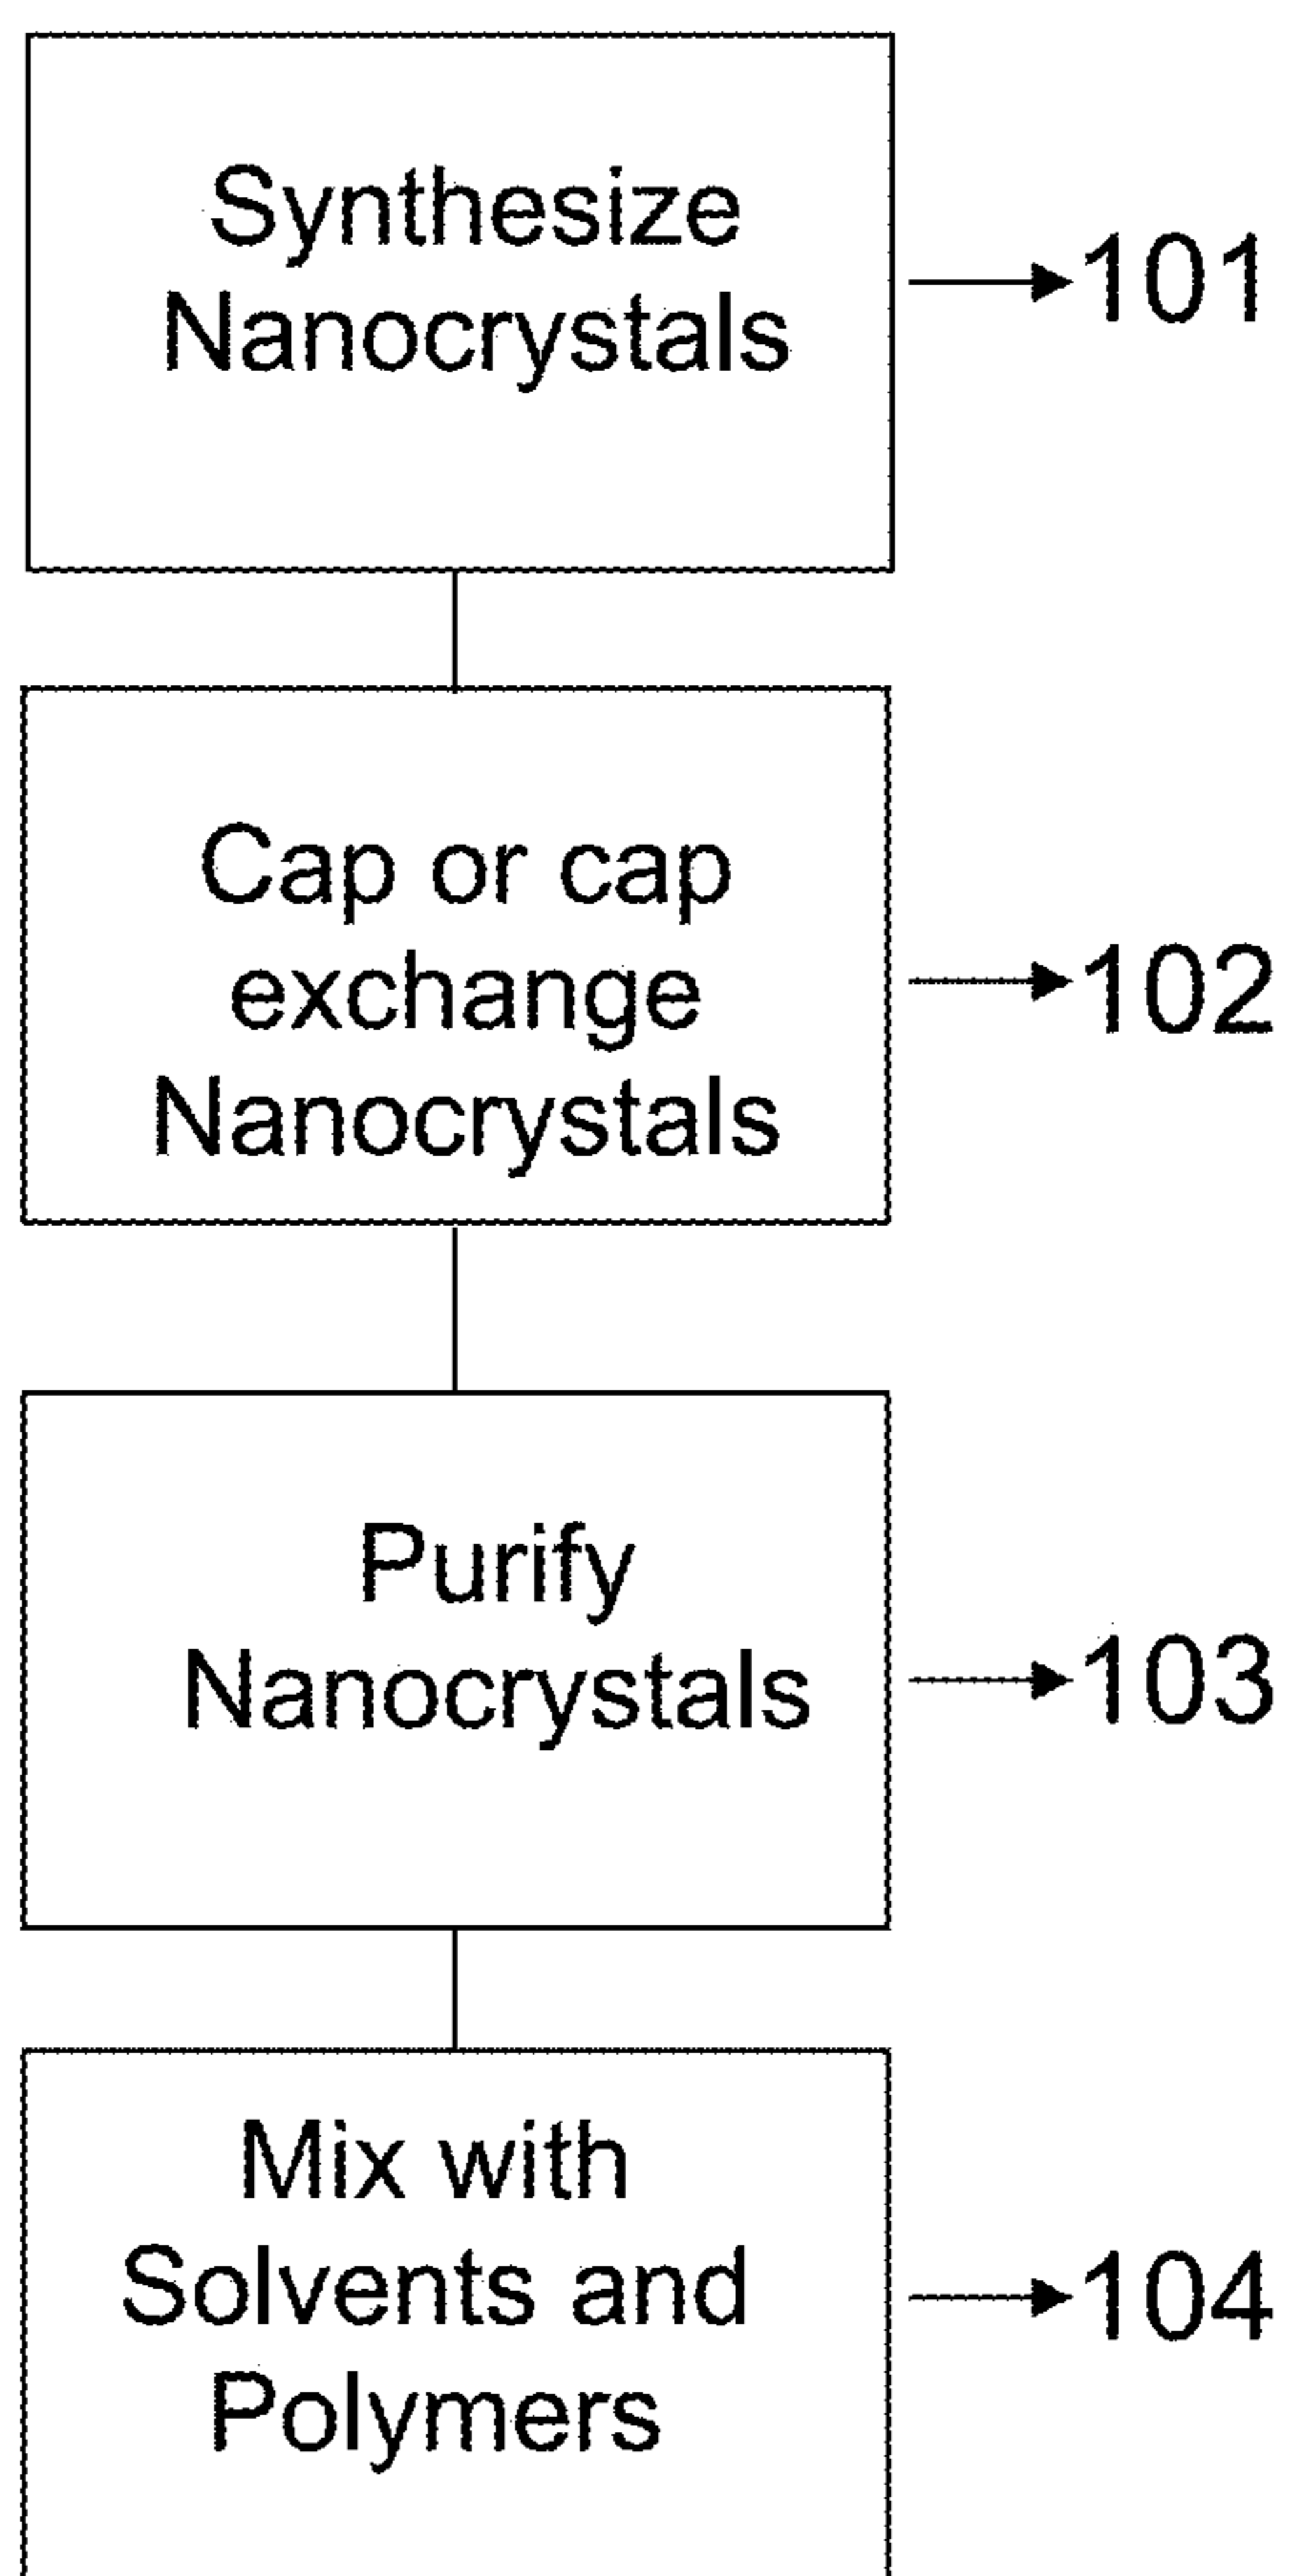 Synthesize
Nanocrystals
101
Cap or cap
exchange
Nanocrystals
102
Purify
Nanocrystals
103
Mix with
Solvents and
Polymers
104